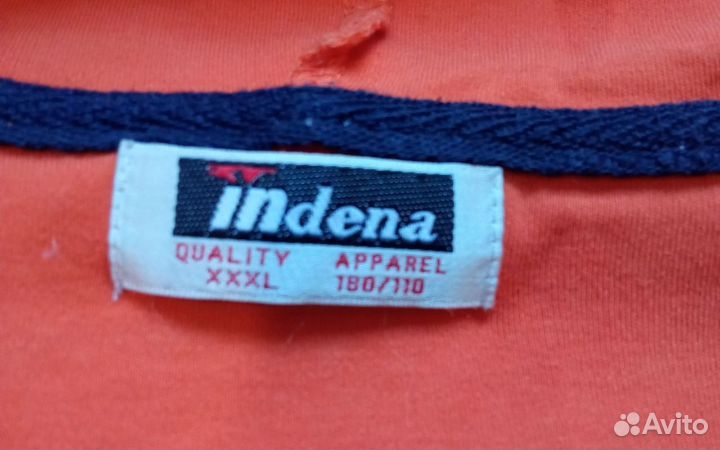 indena
QUALITY APPAREL
XXXL 180/110
Avito